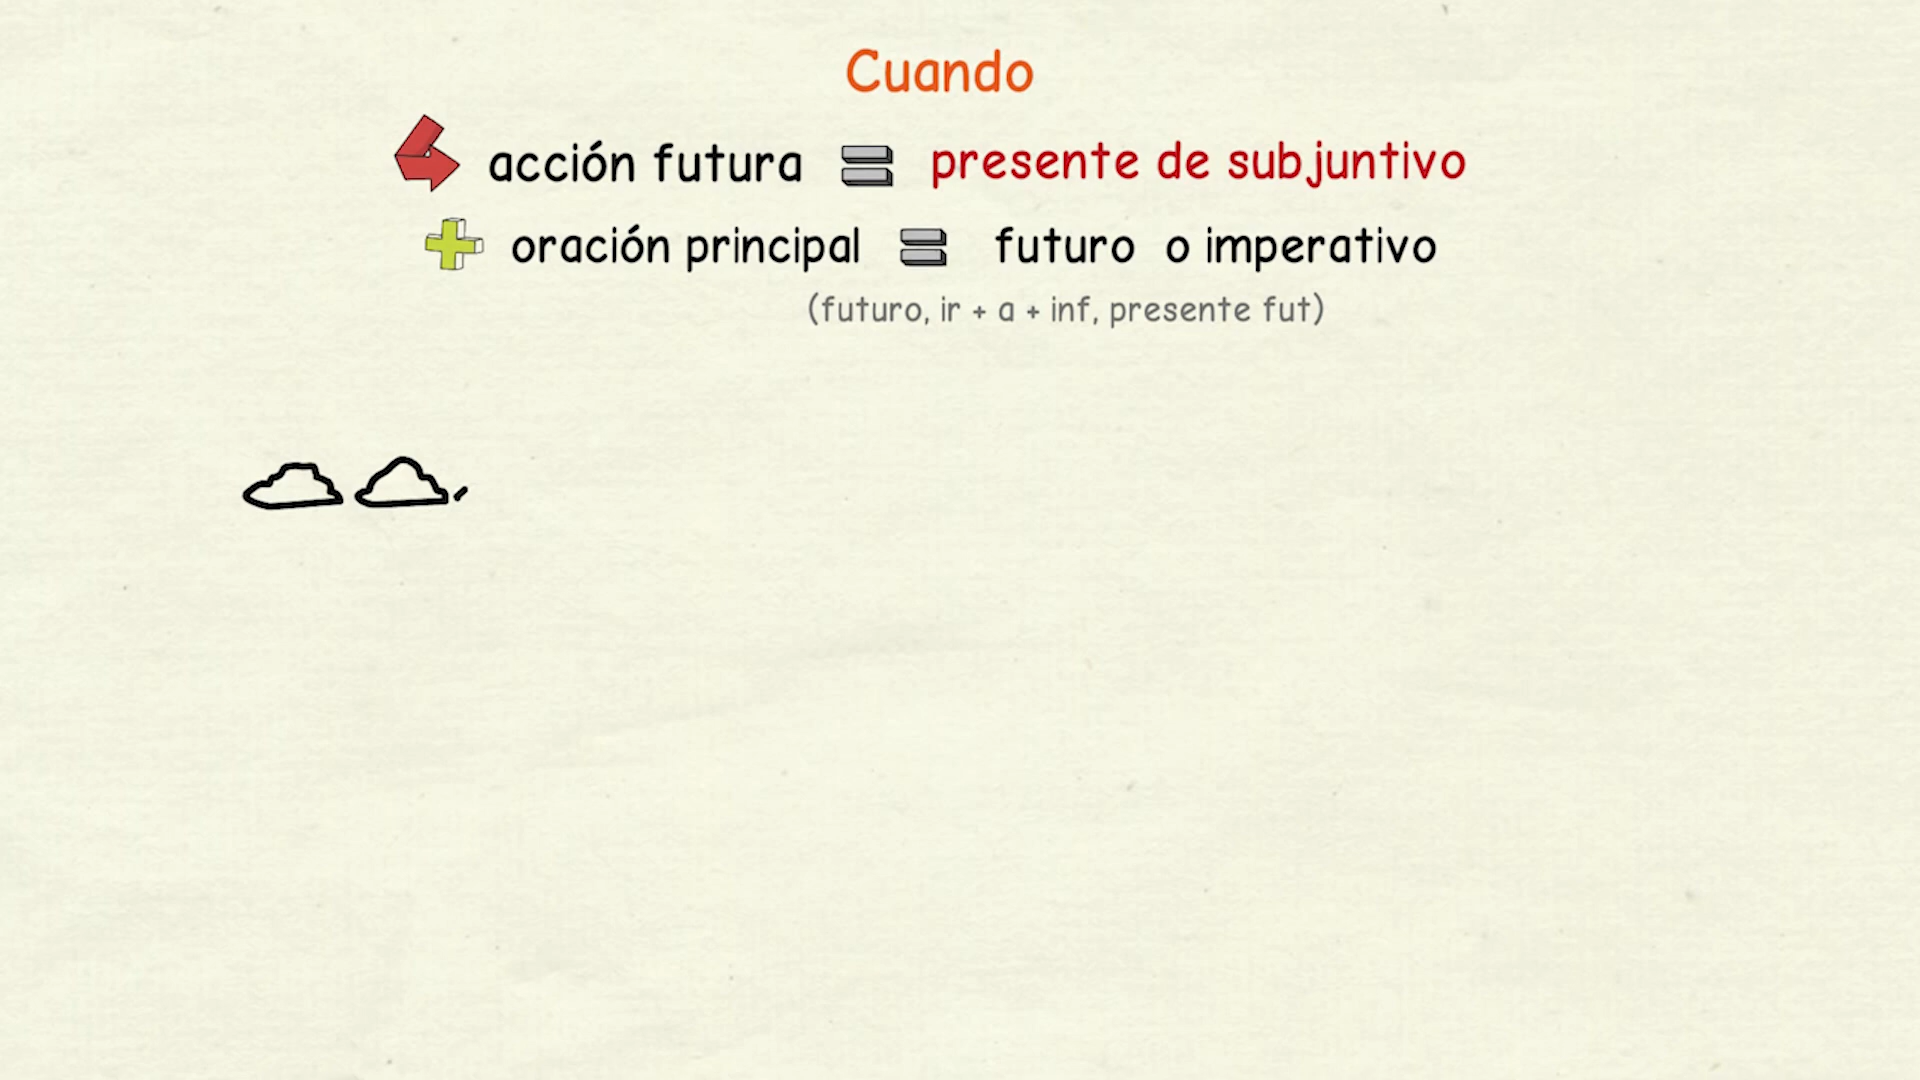 Cuando
acción futura = presente de subjuntivo
+ oración principal = futuro o imperativo
(futuro, ir + a + inf, presente fut)